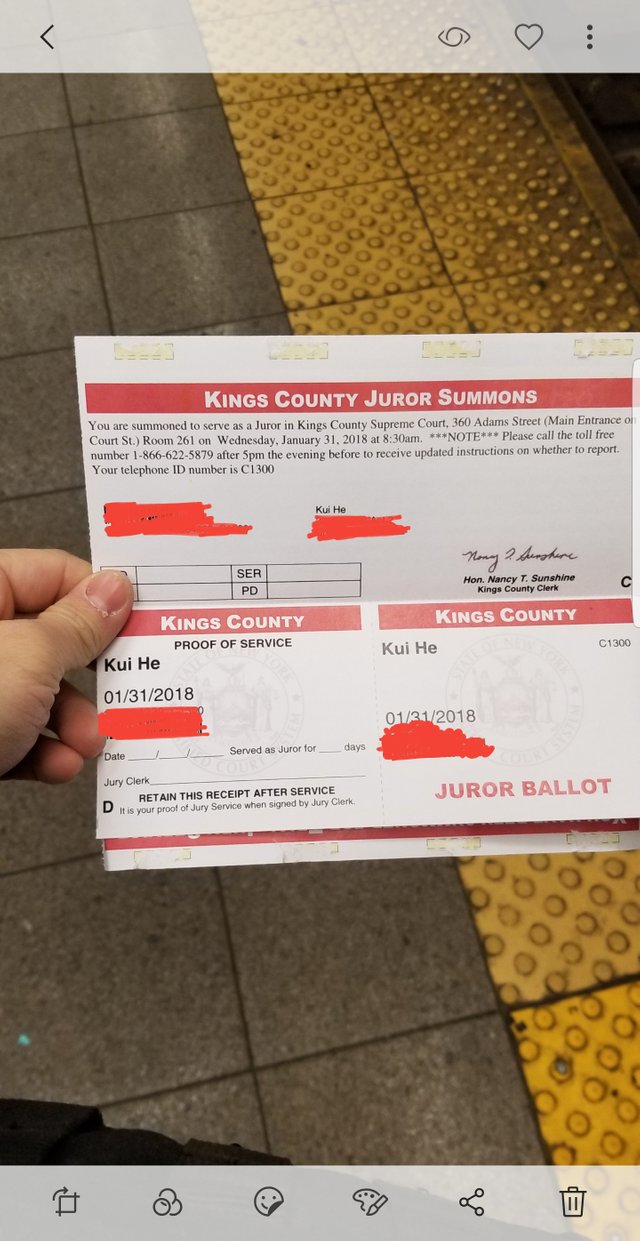 KINGS COUNTY JUROR SUMMONS
You are summoned to serve as a Juror in Kings County Supreme Court, 360 Adams Street (Main Entrance on
Court St.) Room 261 on Wednesday, January 31, 2018 at 8:30am. ***NOTE*** Please call the toll free
number 1-866-622-5879 after 5pm the evening before to receive updated instructions on whether to report.
Your telephone ID number is C1300
Kui He
Nancy T. Sunshine
SER
PD
Hon. Nancy T. Sunshine
Kings County Clerk
C
KINGS COUNTY
PROOF OF SERVICE
Kui He
01/31/2018
Date ___/___/___ Served as Juror for ___ days
Jury Clerk
RETAIN THIS RECEIPT AFTER SERVICE
D It is your proof of Jury Service when signed by Jury Clerk.
KINGS COUNTY
Kui He
C1300
01/31/2018
JUROR BALLOT